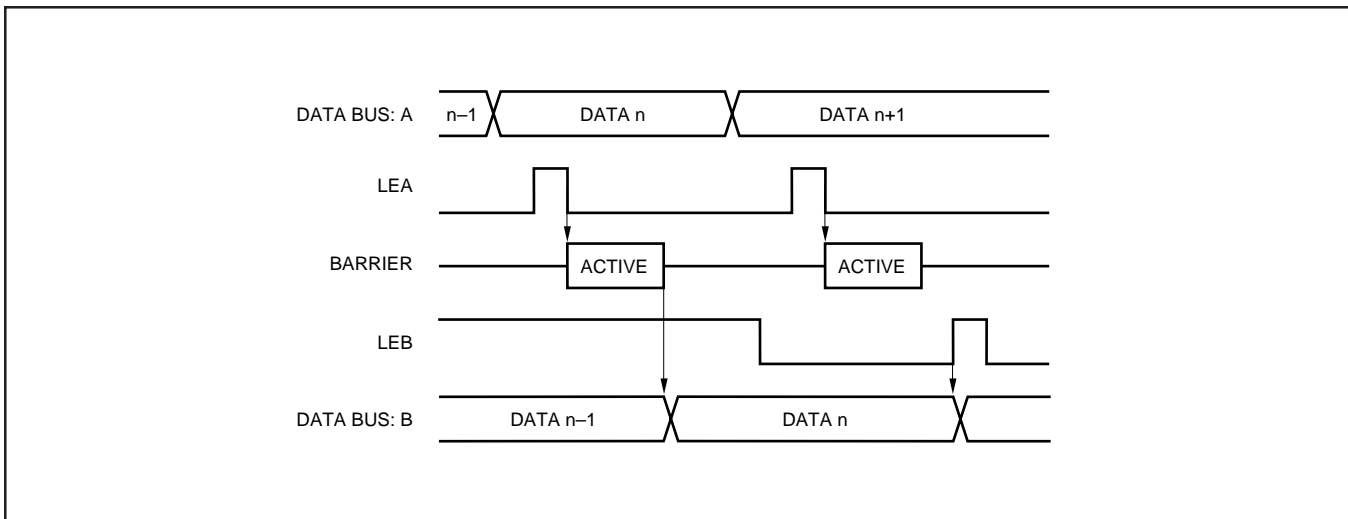 DATA BUS: A n–1 DATA n DATA n+1
LEA
BARRIER ACTIVE ACTIVE
LEB
DATA BUS: B DATA n–1 DATA n